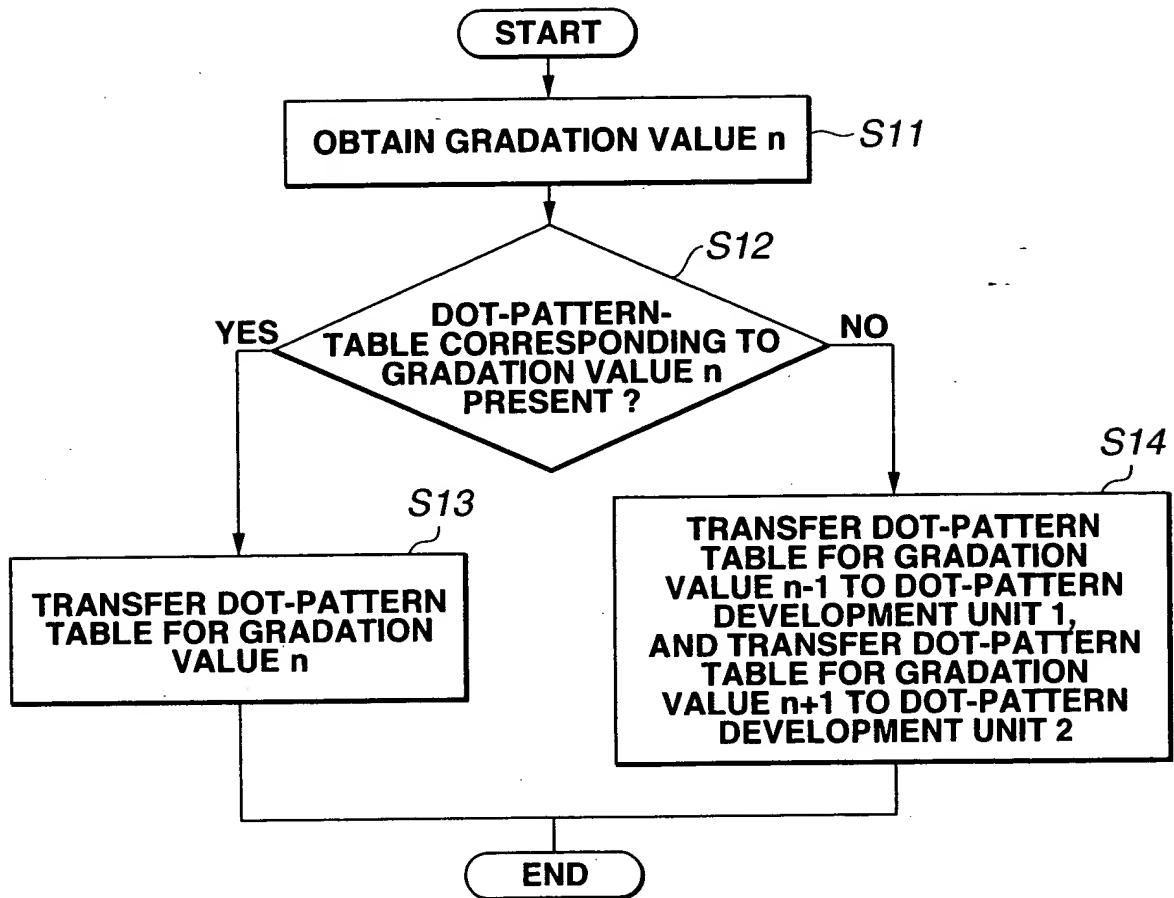 START
OBTAIN GRADATION VALUE n
S11
S12
DOT-PATTERN-
TABLE CORRESPONDING TO
GRADATION VALUE n
PRESENT ?
YES
NO
S13
TRANSFER DOT-PATTERN
TABLE FOR GRADATION
VALUE n
S14
TRANSFER DOT-PATTERN
TABLE FOR GRADATION
VALUE n-1 TO DOT-PATTERN
DEVELOPMENT UNIT 1,
AND TRANSFER DOT-PATTERN
TABLE FOR GRADATION
VALUE n+1 TO DOT-PATTERN
DEVELOPMENT UNIT 2
END